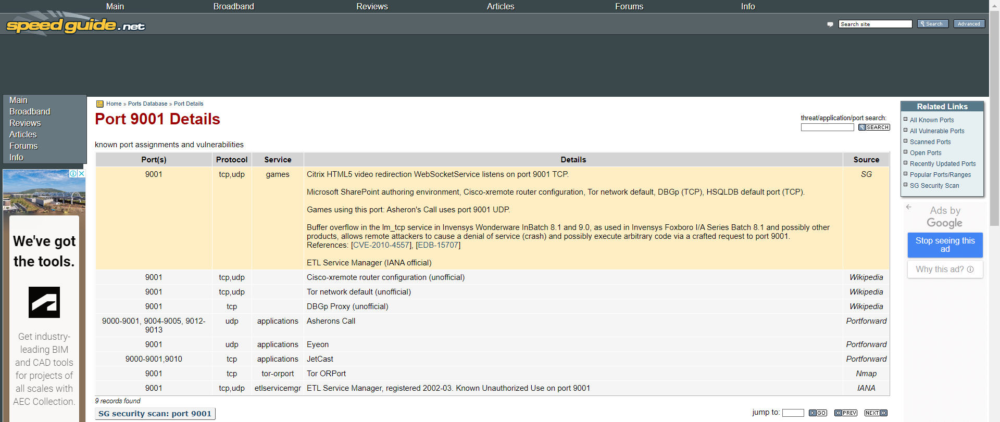 Main Broadband Reviews Articles Forums Info
speedguide.net
Search site Search Advanced
Main
Broadband
Reviews
Articles
Forums
Info
We've got
the tools.
Get industry-
leading BIM
and CAD tools
for projects of
all scales with
AEC Collection.
Home » Ports Database » Port Details
Port 9001 Details
threat/application/port search:
SEARCH
known port assignments and vulnerabilities
Port(s) Protocol Service Details Source
9001 tcp,udp games Citrix HTML5 video redirection WebSocketService listens on port 9001 TCP. SG
Microsoft SharePoint authoring environment, Cisco-xremote router configuration, Tor network default, DBGp (TCP), HSQLDB default port (TCP).
Games using this port: Asheron's Call uses port 9001 UDP.
Buffer overflow in the lm_tcp service in Invensys Wonderware InBatch 8.1 and 9.0, as used in Invensys Foxboro I/A Series Batch 8.1 and possibly other
products, allows remote attackers to cause a denial of service (crash) and possibly execute arbitrary code via a crafted request to port 9001.
References: [CVE-2010-4557], [EDB-15707]
ETL Service Manager (IANA official)
9001 tcp,udp Cisco-xremote router configuration (unofficial) Wikipedia
9001 tcp,udp Tor network default (unofficial) Wikipedia
9001 tcp DBGp Proxy (unofficial) Wikipedia
9000-9001, 9004-9005, 9012- udp applications Asherons Call Portforward
9013
9001 udp applications Eyeon Portforward
9000-9001,9010 tcp applications JetCast Portforward
9001 tcp tor-orport Tor ORPort Nmap
9001 tcp,udp etlservicemgr ETL Service Manager, registered 2002-03. Known Unauthorized Use on port 9001 IANA
9 records found
SG security scan: port 9001
jump to: GO PREV NEXT
Related Links
All Known Ports
All Vulnerable Ports
Scanned Ports
Open Ports
Recently Updated Ports
Popular Ports/Ranges
SG Security Scan
Ads by
Google
Stop seeing this
ad
Why this ad?